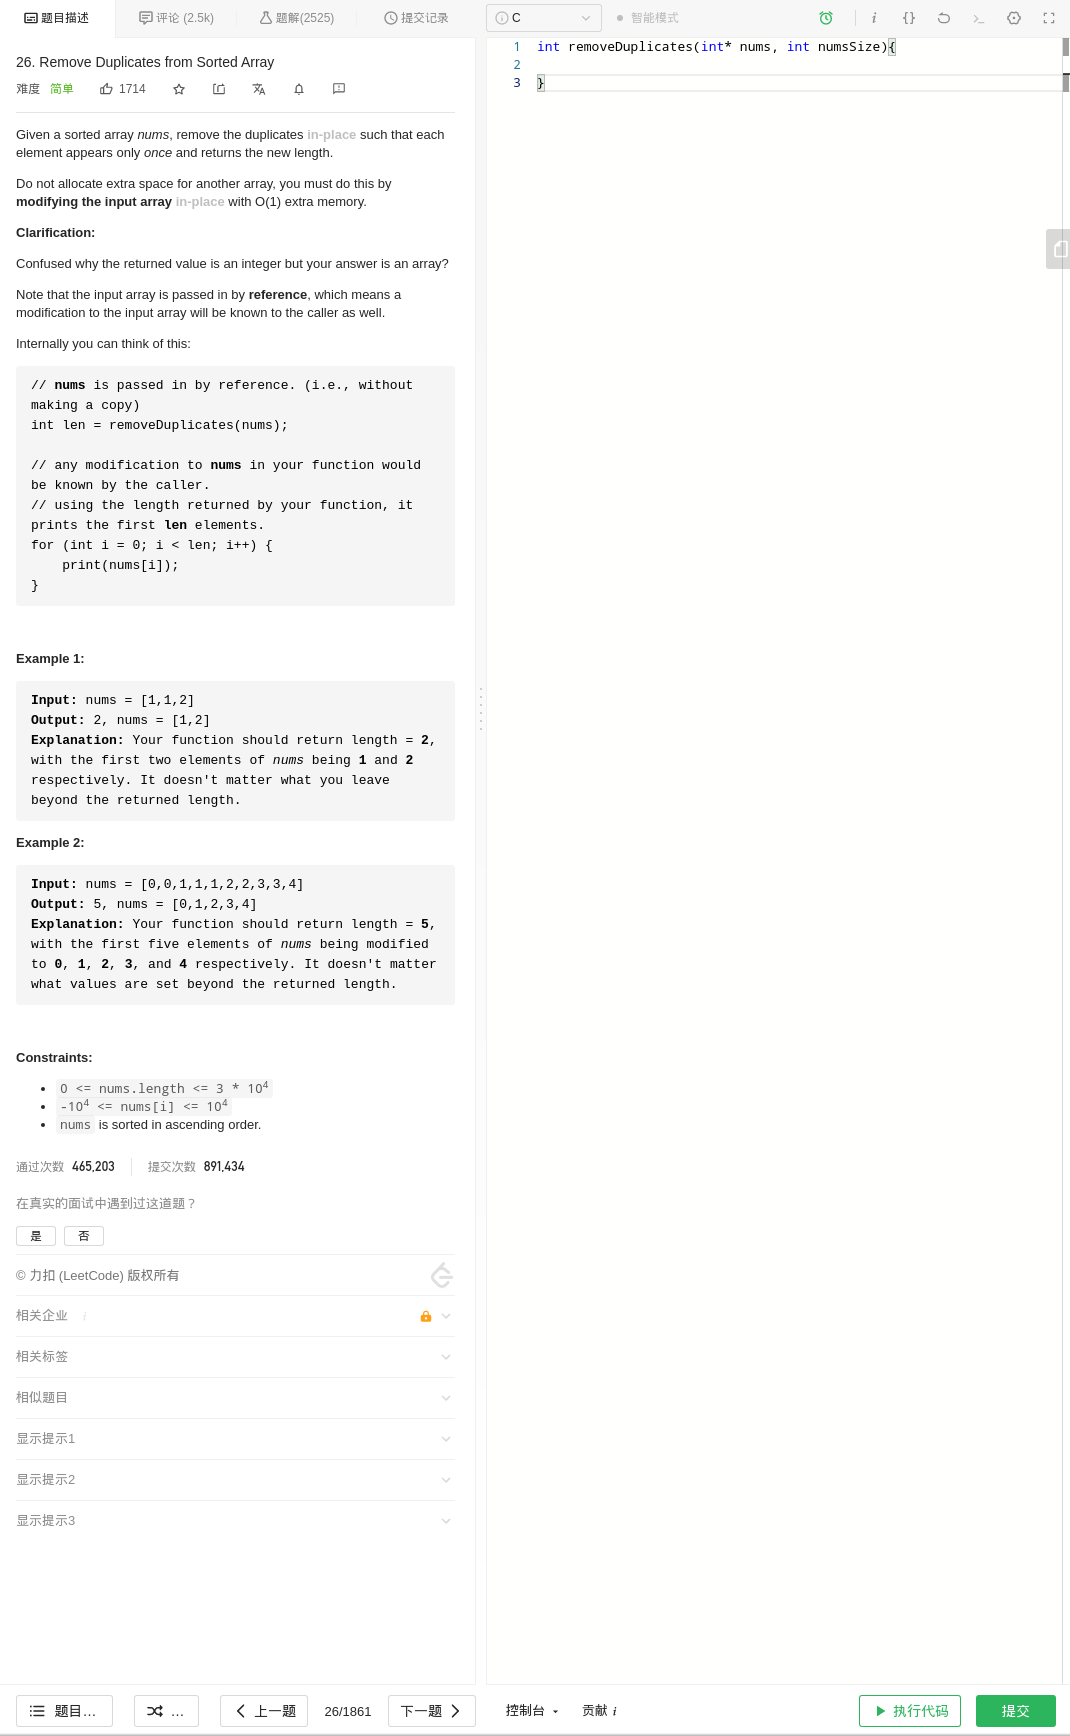 题目描述
评论 (2.5k)
题解(2525)
提交记录
26. Remove Duplicates from Sorted Array
难度 简单 1714
Given a sorted array nums, remove the duplicates in-place such that each
element appears only once and returns the new length.
Do not allocate extra space for another array, you must do this by
modifying the input array in-place with O(1) extra memory.
Clarification:
Confused why the returned value is an integer but your answer is an array?
Note that the input array is passed in by reference, which means a
modification to the input array will be known to the caller as well.
Internally you can think of this:
// nums is passed in by reference. (i.e., without
making a copy)
int len = removeDuplicates(nums);
// any modification to nums in your function would
be known by the caller.
// using the length returned by your function, it
prints the first len elements.
for (int i = 0; i < len; i++) {
    print(nums[i]);
}
Example 1:
Input: nums = [1,1,2]
Output: 2, nums = [1,2]
Explanation: Your function should return length = 2,
with the first two elements of nums being 1 and 2
respectively. It doesn't matter what you leave
beyond the returned length.
Example 2:
Input: nums = [0,0,1,1,1,2,2,3,3,4]
Output: 5, nums = [0,1,2,3,4]
Explanation: Your function should return length = 5,
with the first five elements of nums being modified
to 0, 1, 2, 3, and 4 respectively. It doesn't matter
what values are set beyond the returned length.
Constraints:
• 0 <= nums.length <= 3 * 10⁴
• -10⁴ <= nums[i] <= 10⁴
• nums is sorted in ascending order.
通过次数 465,203 提交次数 891,434
在真实的面试中遇到过这道题？
是 否
© 力扣 (LeetCode) 版权所有
相关企业 i
相关标签
相似题目
显示提示1
显示提示2
显示提示3
C
智能模式
i {}
1 int removeDuplicates(int* nums, int numsSize){
2
3 }
题目... ... 上一题 26/1861 下一题 控制台 贡献 i 执行代码 提交